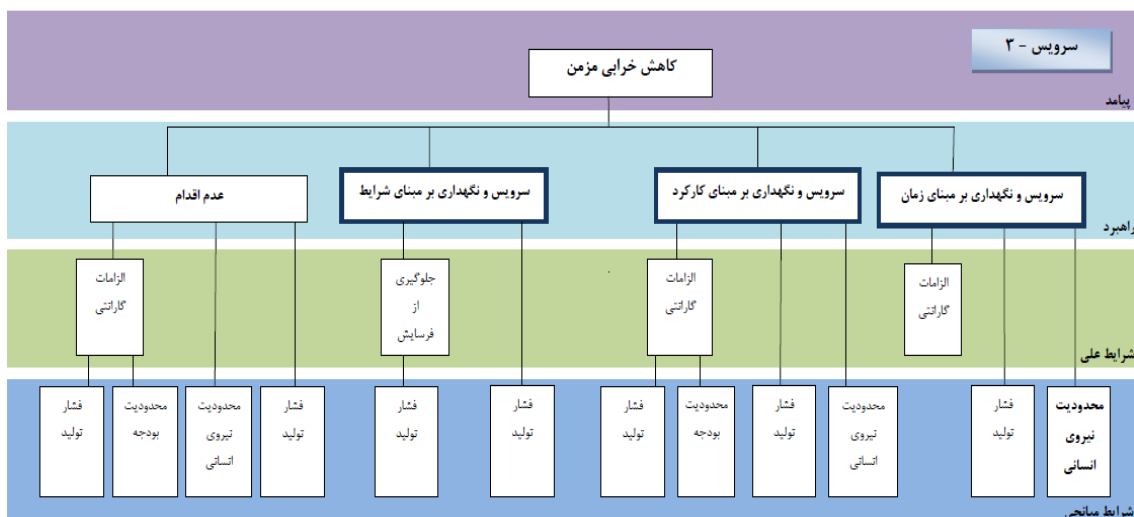 سرویس - ۳
کاهش خرابی مزمن
پیامد
سرویس و نگهداری بر مبنای زمان
سرویس و نگهداری بر مبنای کارکرد
سرویس و نگهداری بر مبنای شرایط
عدم اقدام
راهبرد
الزامات
گارانتی
الزامات
گارانتی
جلوگیری
از
فرسایش
الزامات
گارانتی
شرایط علی
محدودیت
نیروی
انسانی
فشار
تولید
محدودیت
نیروی
انسانی
فشار
تولید
محدودیت
بودجه
فشار
تولید
فشار
تولید
فشار
تولید
فشار
تولید
محدودیت
نیروی
انسانی
محدودیت
بودجه
فشار
تولید
شرایط میانجی